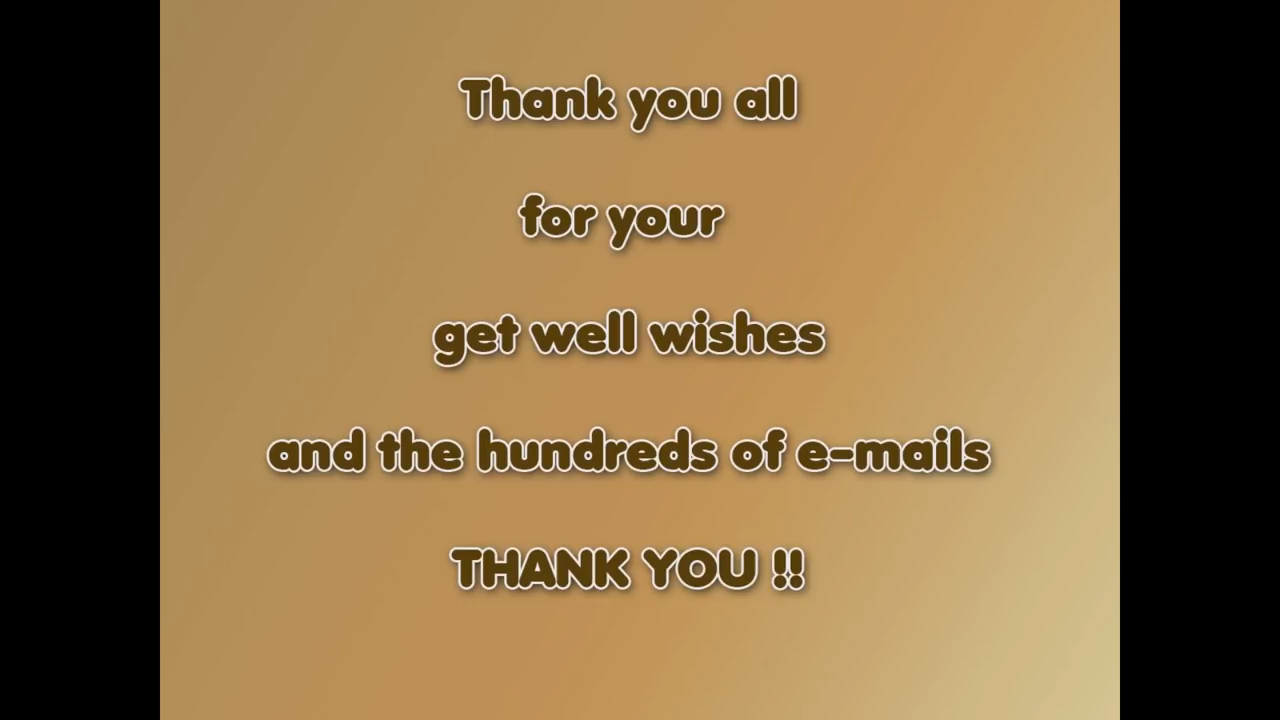 Thank you all
for your
get well wishes
and the hundreds of e-mails
THANK YOU !!